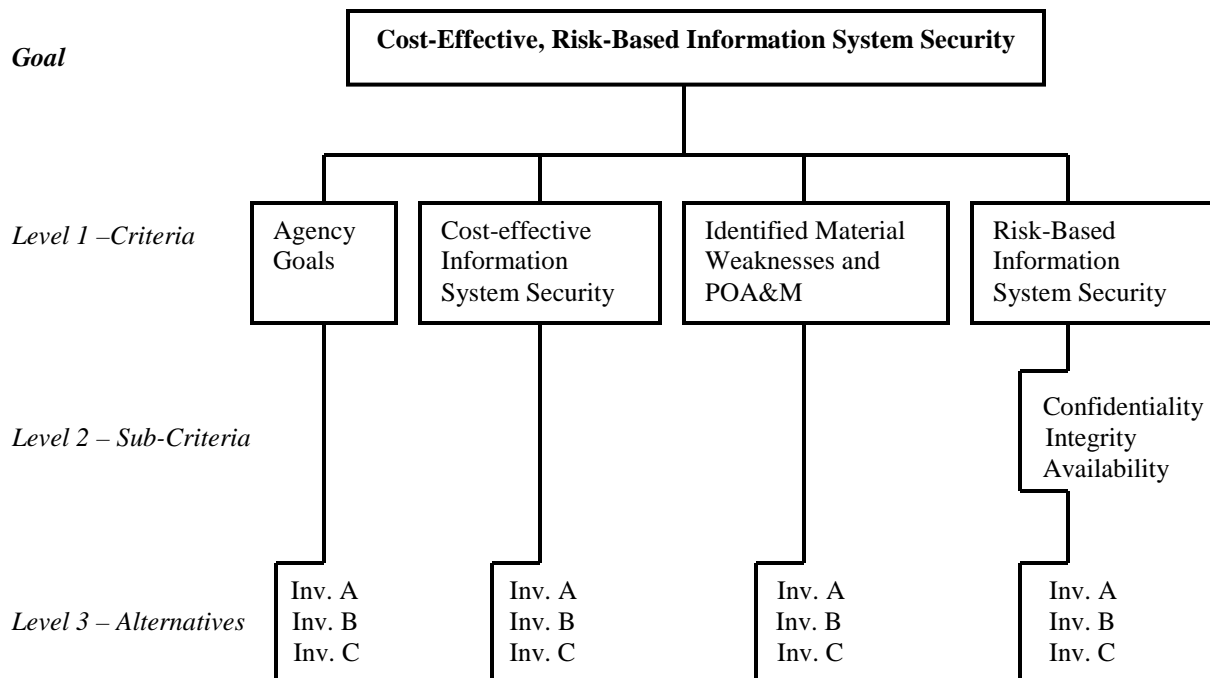 Goal
Cost-Effective, Risk-Based Information System Security
Level 1 –Criteria
Agency
Goals
Cost-effective
Information
System Security
Identified Material
Weaknesses and
POA&M
Risk-Based
Information
System Security
Level 2 – Sub-Criteria
Confidentiality
Integrity
Availability
Level 3 – Alternatives
Inv. A
Inv. B
Inv. C
Inv. A
Inv. B
Inv. C
Inv. A
Inv. B
Inv. C
Inv. A
Inv. B
Inv. C